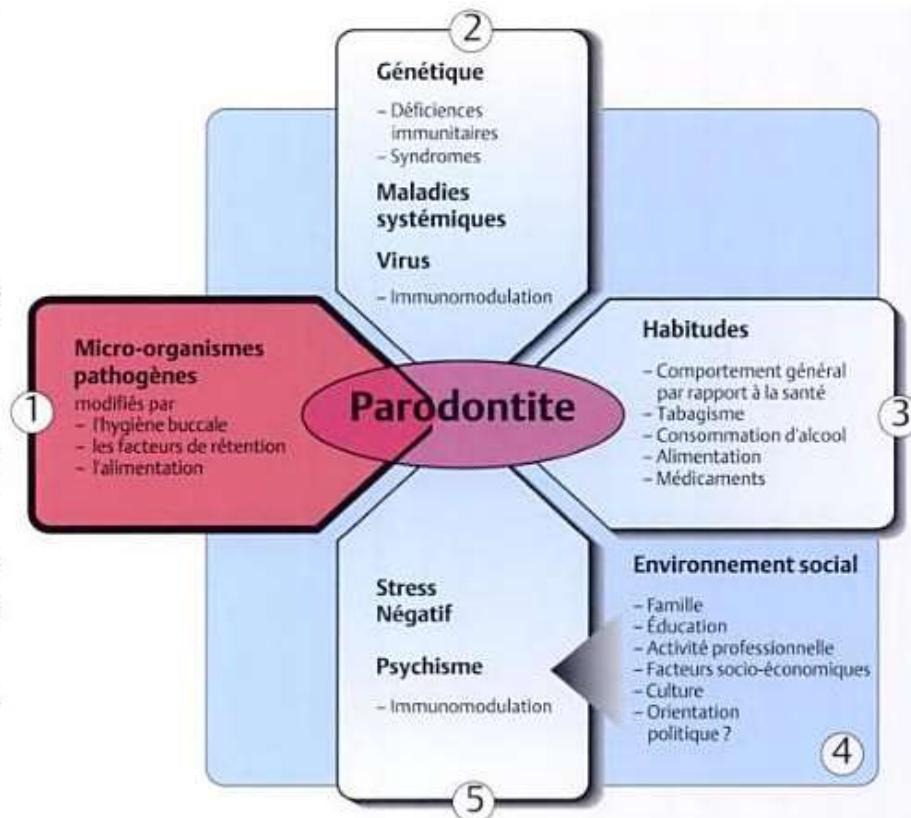 2
Génétique
– Déficiences
immunitaires
– Syndromes
Maladies
systémiques
Virus
– Immunomodulation
1
Micro-organismes
pathogènes
modifiés par
– l'hygiène buccale
– les facteurs de rétention
– l'alimentation
Parodontite
3
Habitudes
– Comportement général
par rapport à la santé
– Tabagisme
– Consommation d'alcool
– Alimentation
– Médicaments
Environnement social
– Famille
– Éducation
– Activité professionnelle
– Facteurs socio-économiques
– Culture
– Orientation
politique ?
4
Stress
Négatif
Psychisme
– Immunomodulation
5